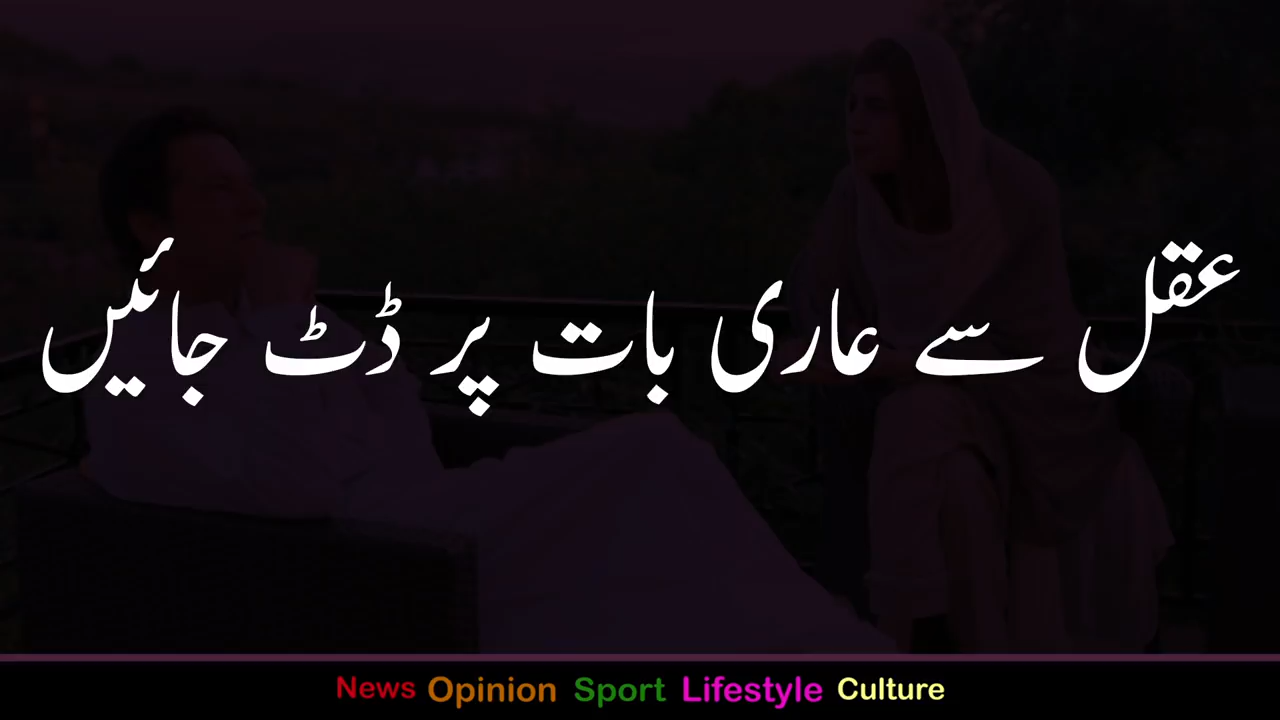 عقل سے عاری بات پر ڈٹ جائیں
News Opinion Sport Lifestyle Culture